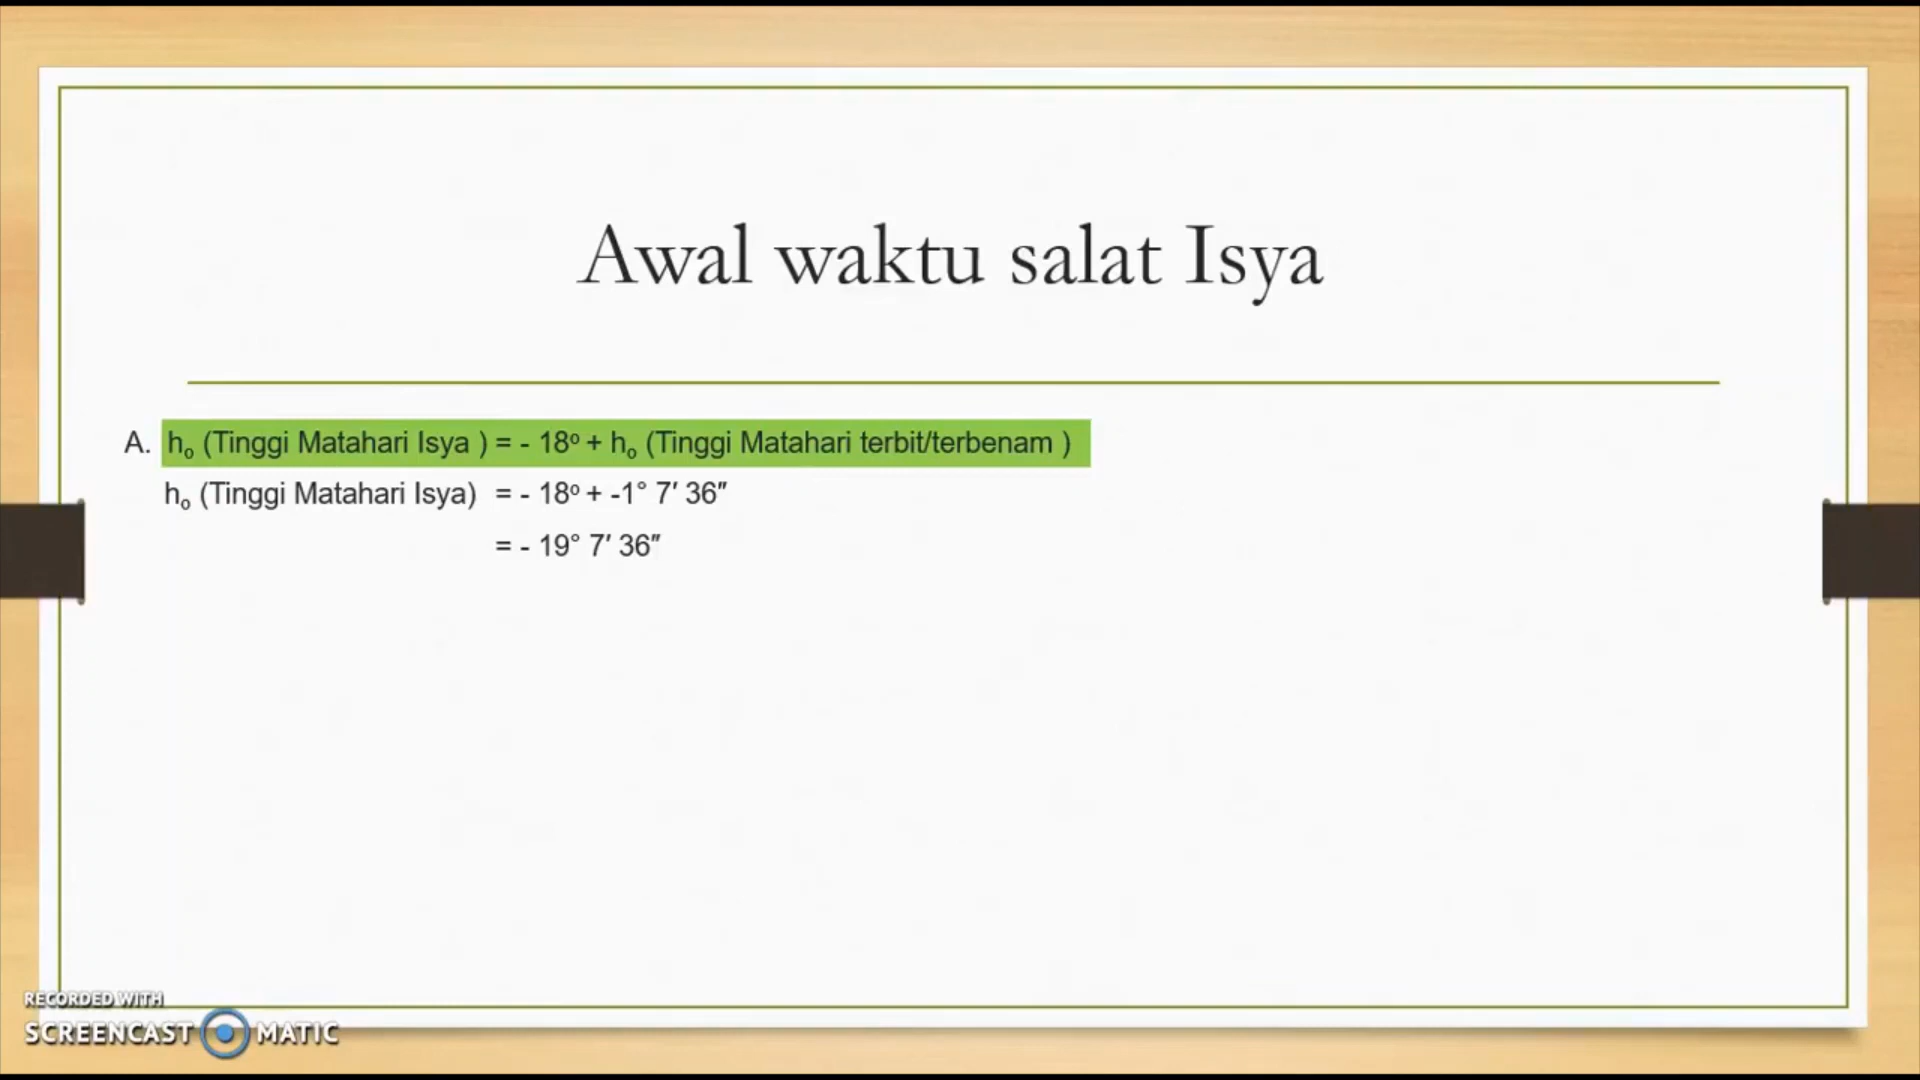 Awal waktu salat Isya
A. hₒ (Tinggi Matahari Isya ) = - 18º + hₒ (Tinggi Matahari terbit/terbenam )
hₒ (Tinggi Matahari Isya) = - 18º + -1° 7′ 36″
= - 19° 7′ 36″
RECORDED WITH
SCREENCAST MATIC